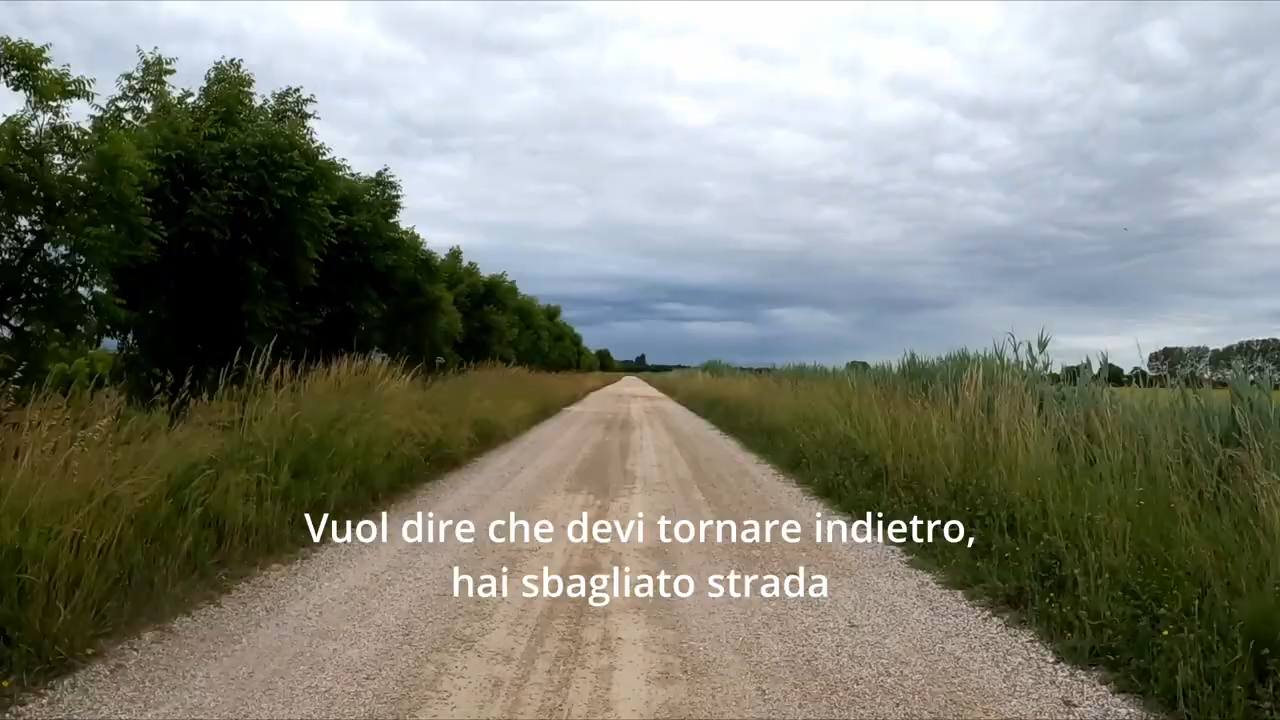 Vuol dire che devi tornare indietro,
hai sbagliato strada